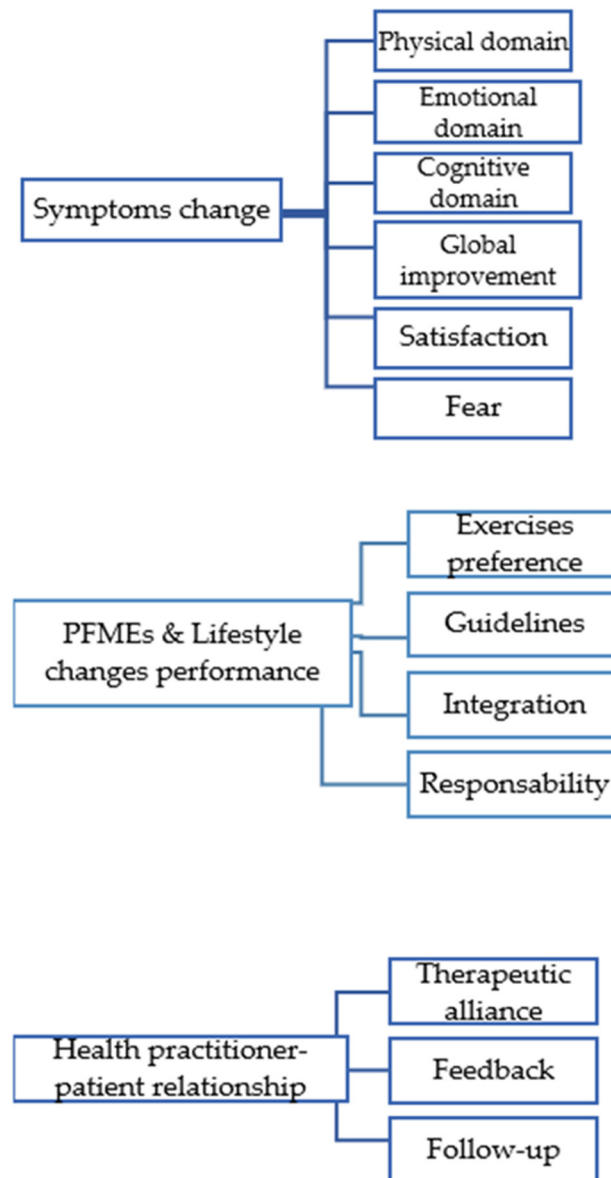 Physical domain
Emotional
domain
Cognitive
domain
Symptoms change
Global
improvement
Satisfaction
Fear
Exercises
preference
PFMEs & Lifestyle
changes performance
Guidelines
Integration
Responsability
Therapeutic
alliance
Health practitioner-
patient relationship
Feedback
Follow-up